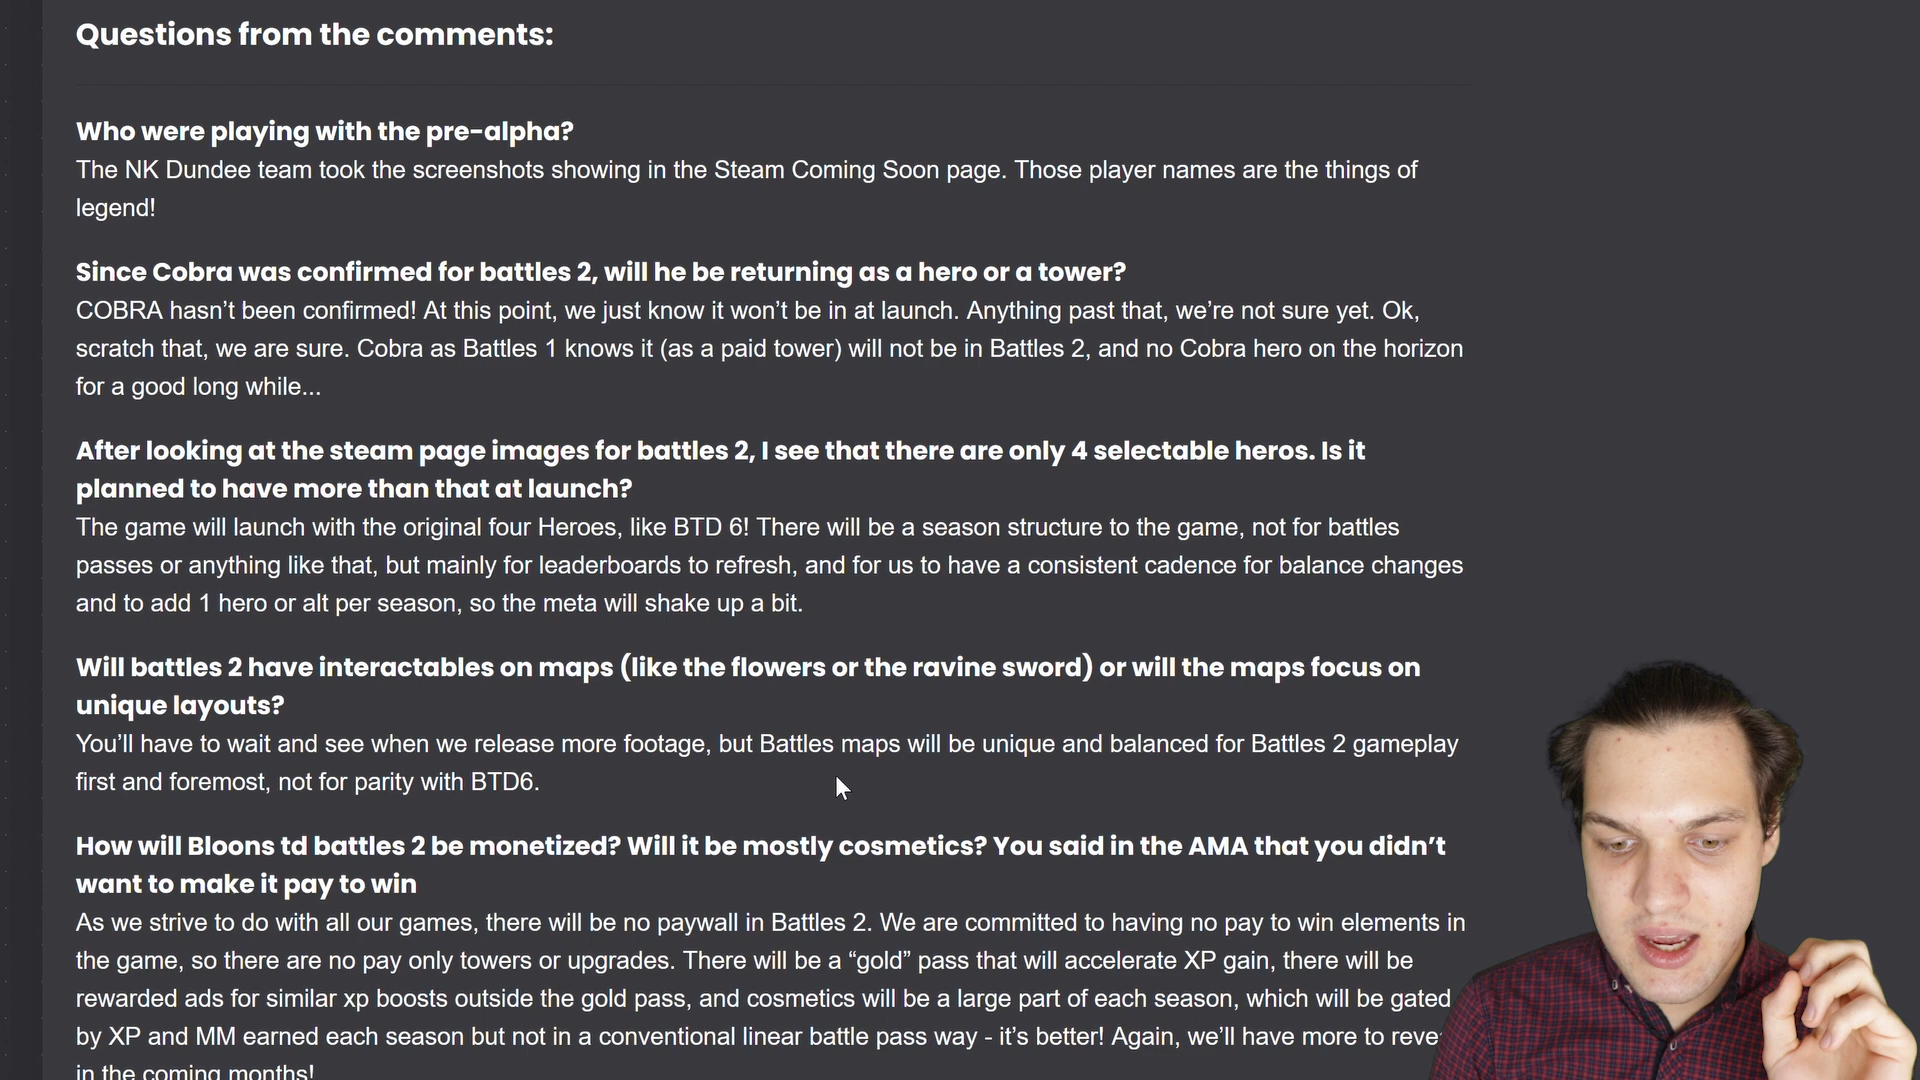 Questions from the comments:
Who were playing with the pre-alpha?
The NK Dundee team took the screenshots showing in the Steam Coming Soon page. Those player names are the things of
legend!
Since Cobra was confirmed for battles 2, will he be returning as a hero or a tower?
COBRA hasn’t been confirmed! At this point, we just know it won’t be in at launch. Anything past that, we’re not sure yet. Ok,
scratch that, we are sure. Cobra as Battles 1 knows it (as a paid tower) will not be in Battles 2, and no Cobra hero on the horizon
for a good long while...
After looking at the steam page images for battles 2, I see that there are only 4 selectable heros. Is it
planned to have more than that at launch?
The game will launch with the original four Heroes, like BTD 6! There will be a season structure to the game, not for battles
passes or anything like that, but mainly for leaderboards to refresh, and for us to have a consistent cadence for balance changes
and to add 1 hero or alt per season, so the meta will shake up a bit.
Will battles 2 have interactables on maps (like the flowers or the ravine sword) or will the maps focus on
unique layouts?
You’ll have to wait and see when we release more footage, but Battles maps will be unique and balanced for Battles 2 gameplay
first and foremost, not for parity with BTD6.
How will Bloons td battles 2 be monetized? Will it be mostly cosmetics? You said in the AMA that you didn’t
want to make it pay to win
As we strive to do with all our games, there will be no paywall in Battles 2. We are committed to having no pay to win elements in
the game, so there are no pay only towers or upgrades. There will be a “gold” pass that will accelerate XP gain, there will be
rewarded ads for similar xp boosts outside the gold pass, and cosmetics will be a large part of each season, which will be gated
by XP and MM earned each season but not in a conventional linear battle pass way - it’s better! Again, we’ll have more to reve
in the coming months!